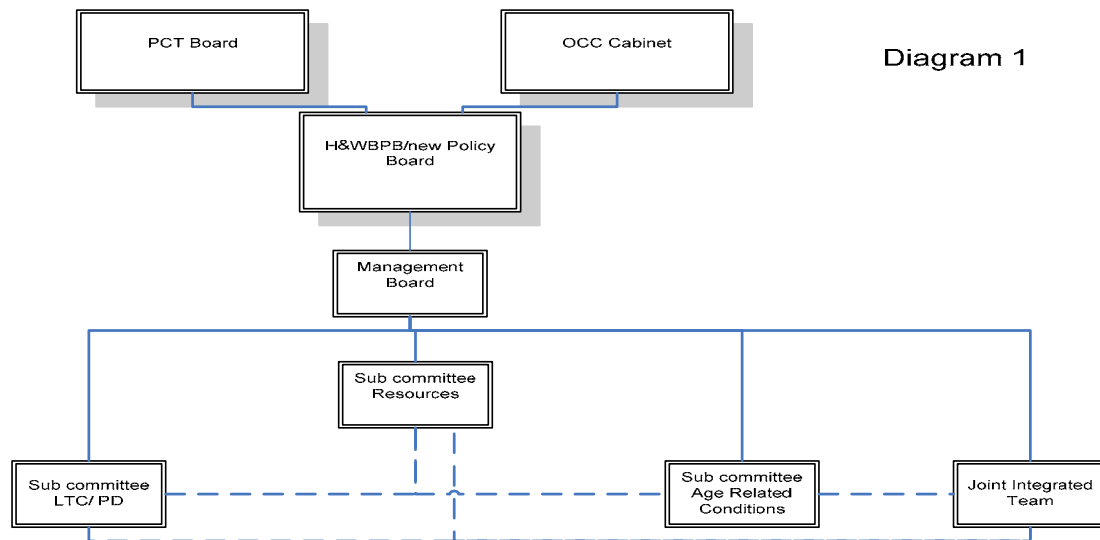 PCT Board
OCC Cabinet
Diagram 1
H&WBPB/new Policy
Board
Management
Board
Sub committee
Resources
Sub committee
LTC/ PD
Sub committee
Age Related
Conditions
Joint Integrated
Team